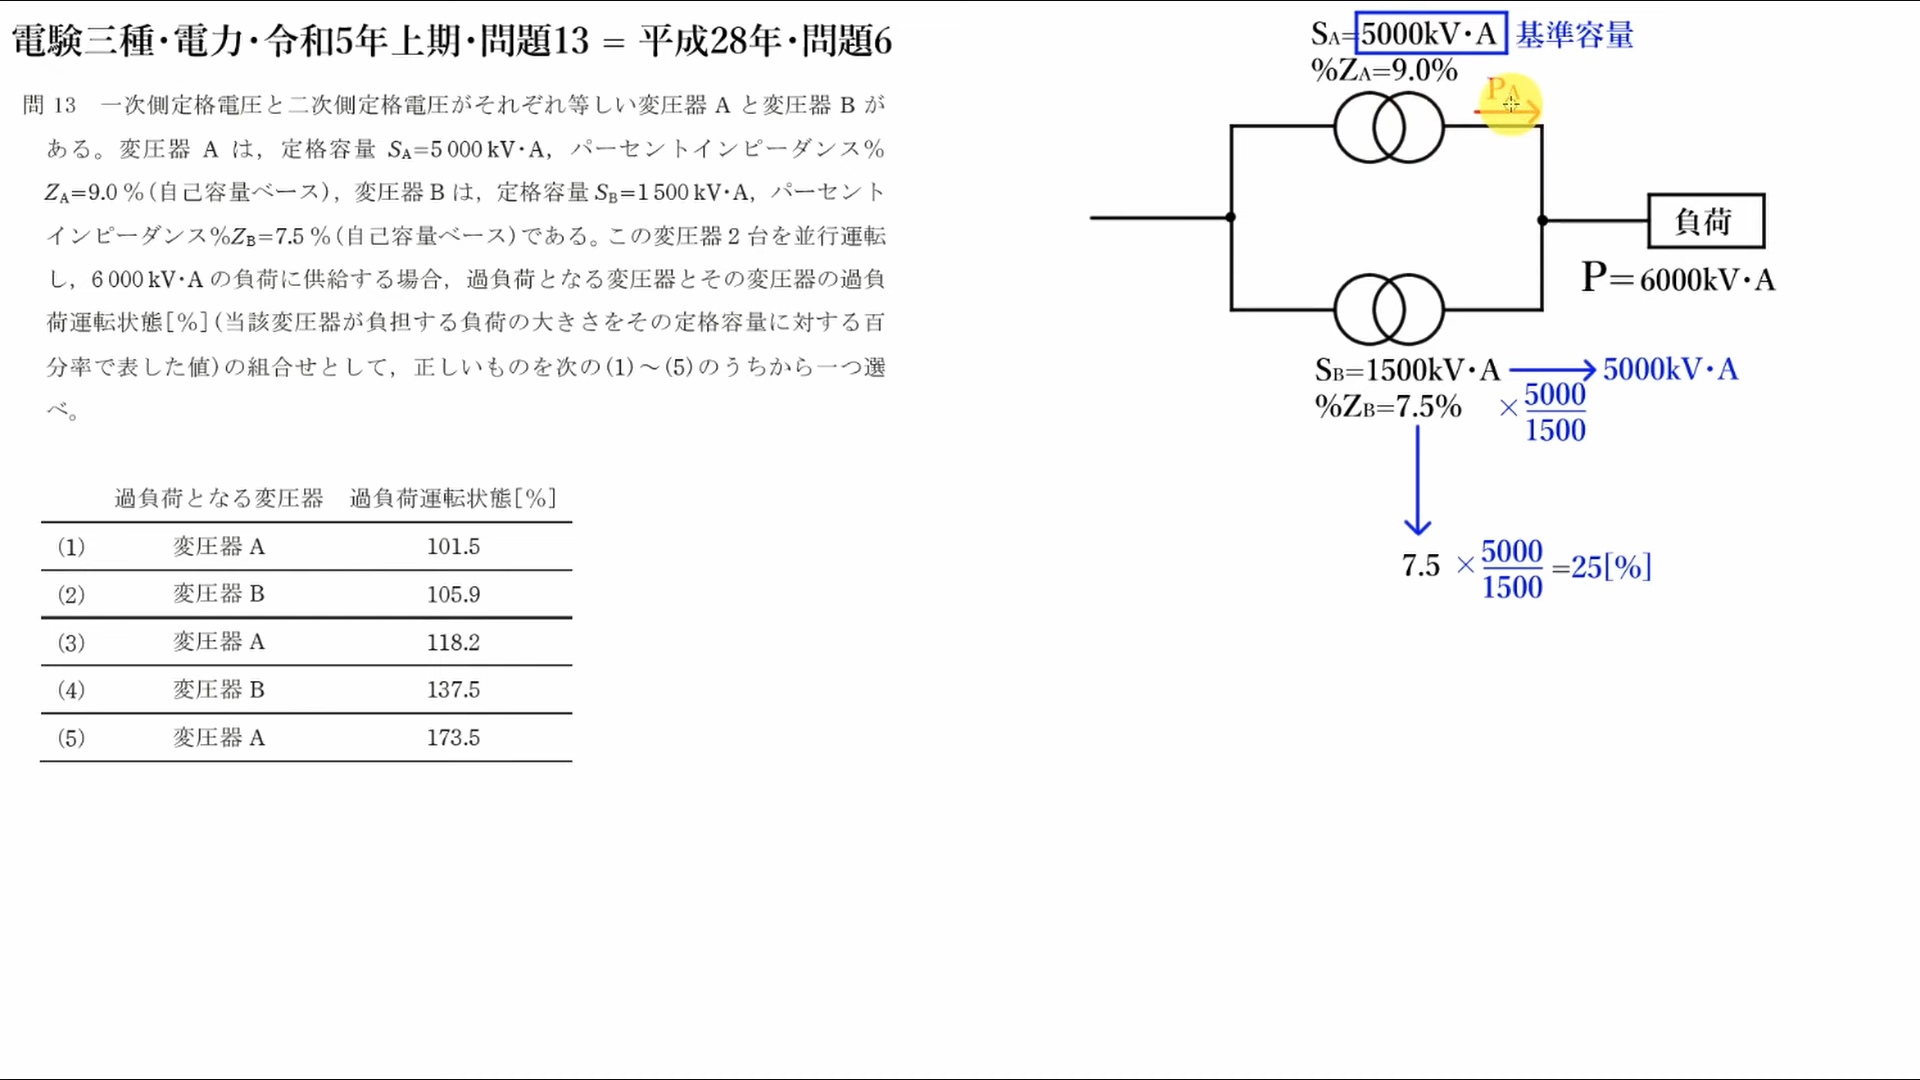 電験三種・電力・令和5年上期・問題13 = 平成28年・問題6
問 13　一次側定格電圧と二次側定格電圧がそれぞれ等しい変圧器 A と変圧器 B が
ある。変圧器 A は，定格容量 SA=5 000 kV・A，パーセントインピーダンス%
ZA=9.0 %(自己容量ベース)，変圧器 B は，定格容量 SB=1 500 kV・A，パーセント
インピーダンス%ZB=7.5 %(自己容量ベース)である。この変圧器 2 台を並行運転
し，6 000 kV・A の負荷に供給する場合，過負荷となる変圧器とその変圧器の過負
荷運転状態[%](当該変圧器が負担する負荷の大きさをその定格容量に対する百
分率で表した値)の組合せとして，正しいものを次の(1)～(5)のうちから一つ選
べ。
過負荷となる変圧器　過負荷運転状態[%]
(1)　変圧器 A　101.5
(2)　変圧器 B　105.9
(3)　変圧器 A　118.2
(4)　変圧器 B　137.5
(5)　変圧器 A　173.5
SA=5000kV・A 基準容量
%ZA=9.0%
PA
負荷
P=6000kV・A
SB=1500kV・A 5000kV・A
%ZB=7.5% ×5000/1500
7.5 ×5000/1500 =25[%]